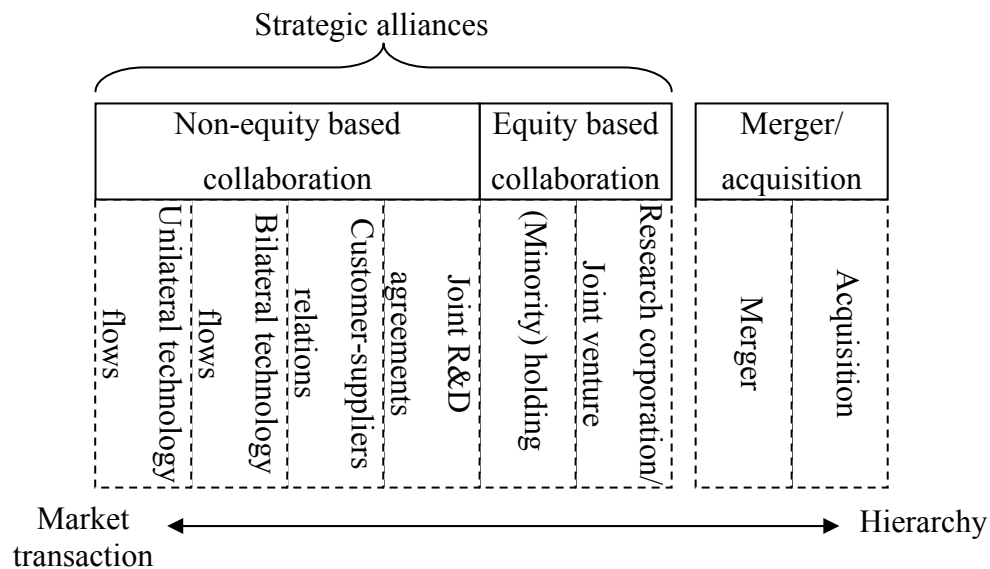 Strategic alliances
Non-equity based
collaboration
Equity based
collaboration
Merger/
acquisition
Unilateral technology
flows
Bilateral technology
flows
Customer-suppliers
relations
Joint R&D
agreements
(Minority) holding
Research corporation/
Joint venture
Merger
Acquisition
Market
transaction
Hierarchy